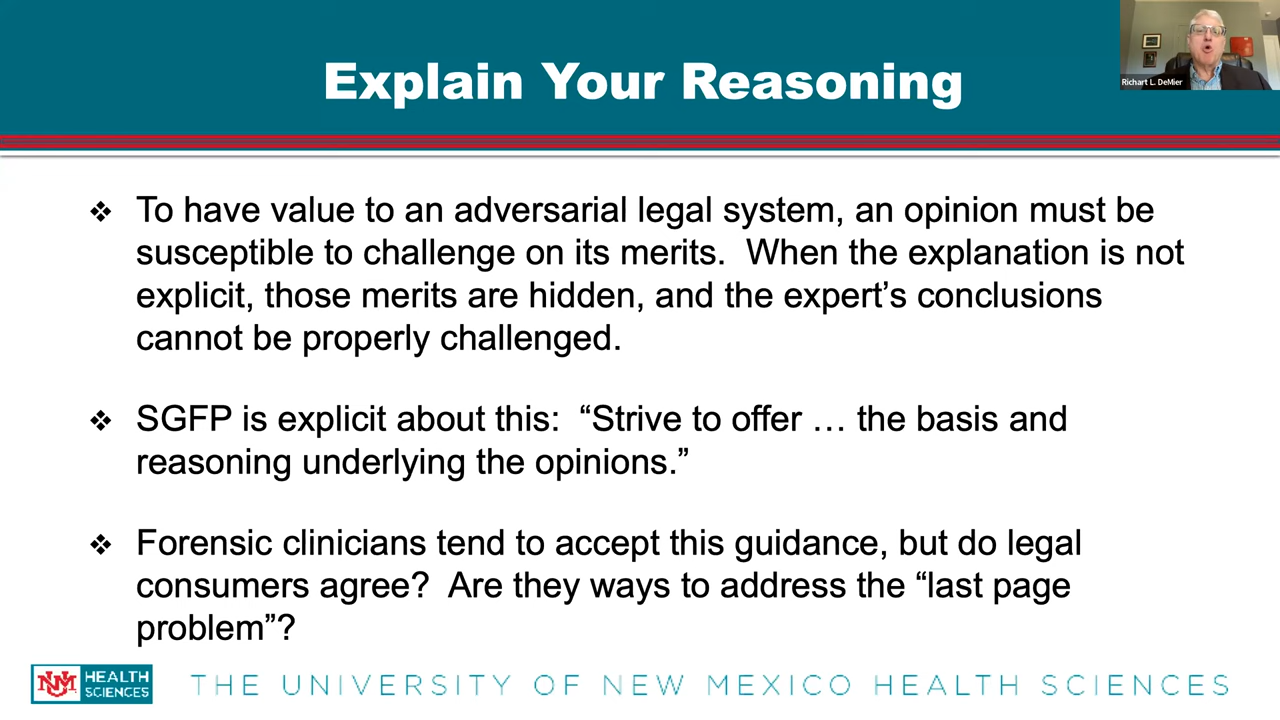 Explain Your Reasoning
Richart L. DeMier
❖ To have value to an adversarial legal system, an opinion must be
susceptible to challenge on its merits.  When the explanation is not
explicit, those merits are hidden, and the expert’s conclusions
cannot be properly challenged.
❖ SGFP is explicit about this:  “Strive to offer … the basis and
reasoning underlying the opinions.”
❖ Forensic clinicians tend to accept this guidance, but do legal
consumers agree?  Are they ways to address the “last page
problem”?
UNM HEALTH
SCIENCES
THE UNIVERSITY OF NEW MEXICO HEALTH SCIENCES